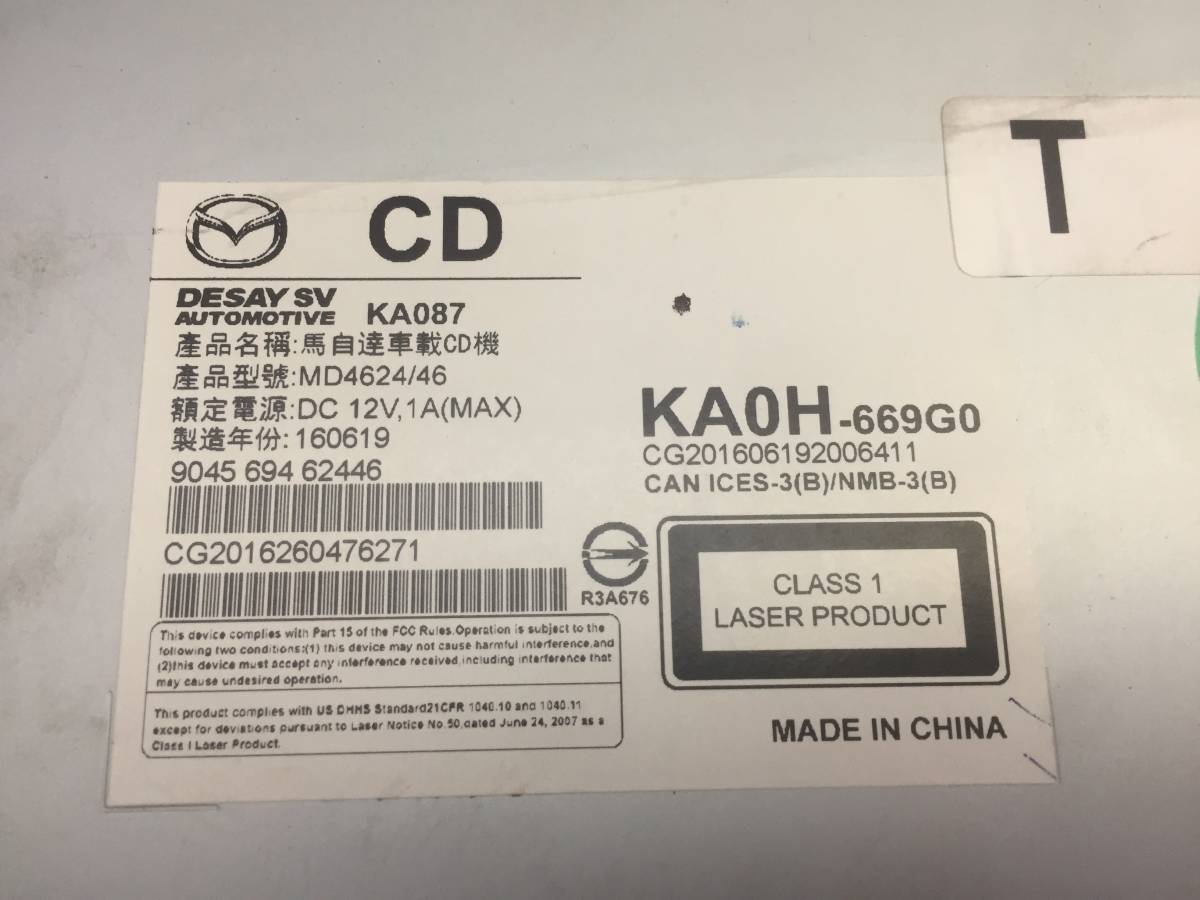 T
CD
DESAY SV
AUTOMOTIVE KA087
產品名稱:馬自達車載CD機
產品型號:MD4624/46
額定電源:DC 12V,1A(MAX)
製造年份:160619
9045 694 62446
CG2016260476271
KA0H-669G0
CG201606192006411
CAN ICES-3(B)/NMB-3(B)
R3A676
CLASS 1
LASER PRODUCT
This device complies with Part 15 of the FCC Rules.Operation is subject to the
following two conditions:(1) this device may not cause harmful interference,and
(2)this device must accept any interference received,including interference that
may cause undesired operation.
This product complies with US DHHS Standard21CFR 1040.10 and 1040.11
except for deviations pursuant to Laser Notice No.50,dated June 24, 2007 as a
Class I Laser Product.
MADE IN CHINA